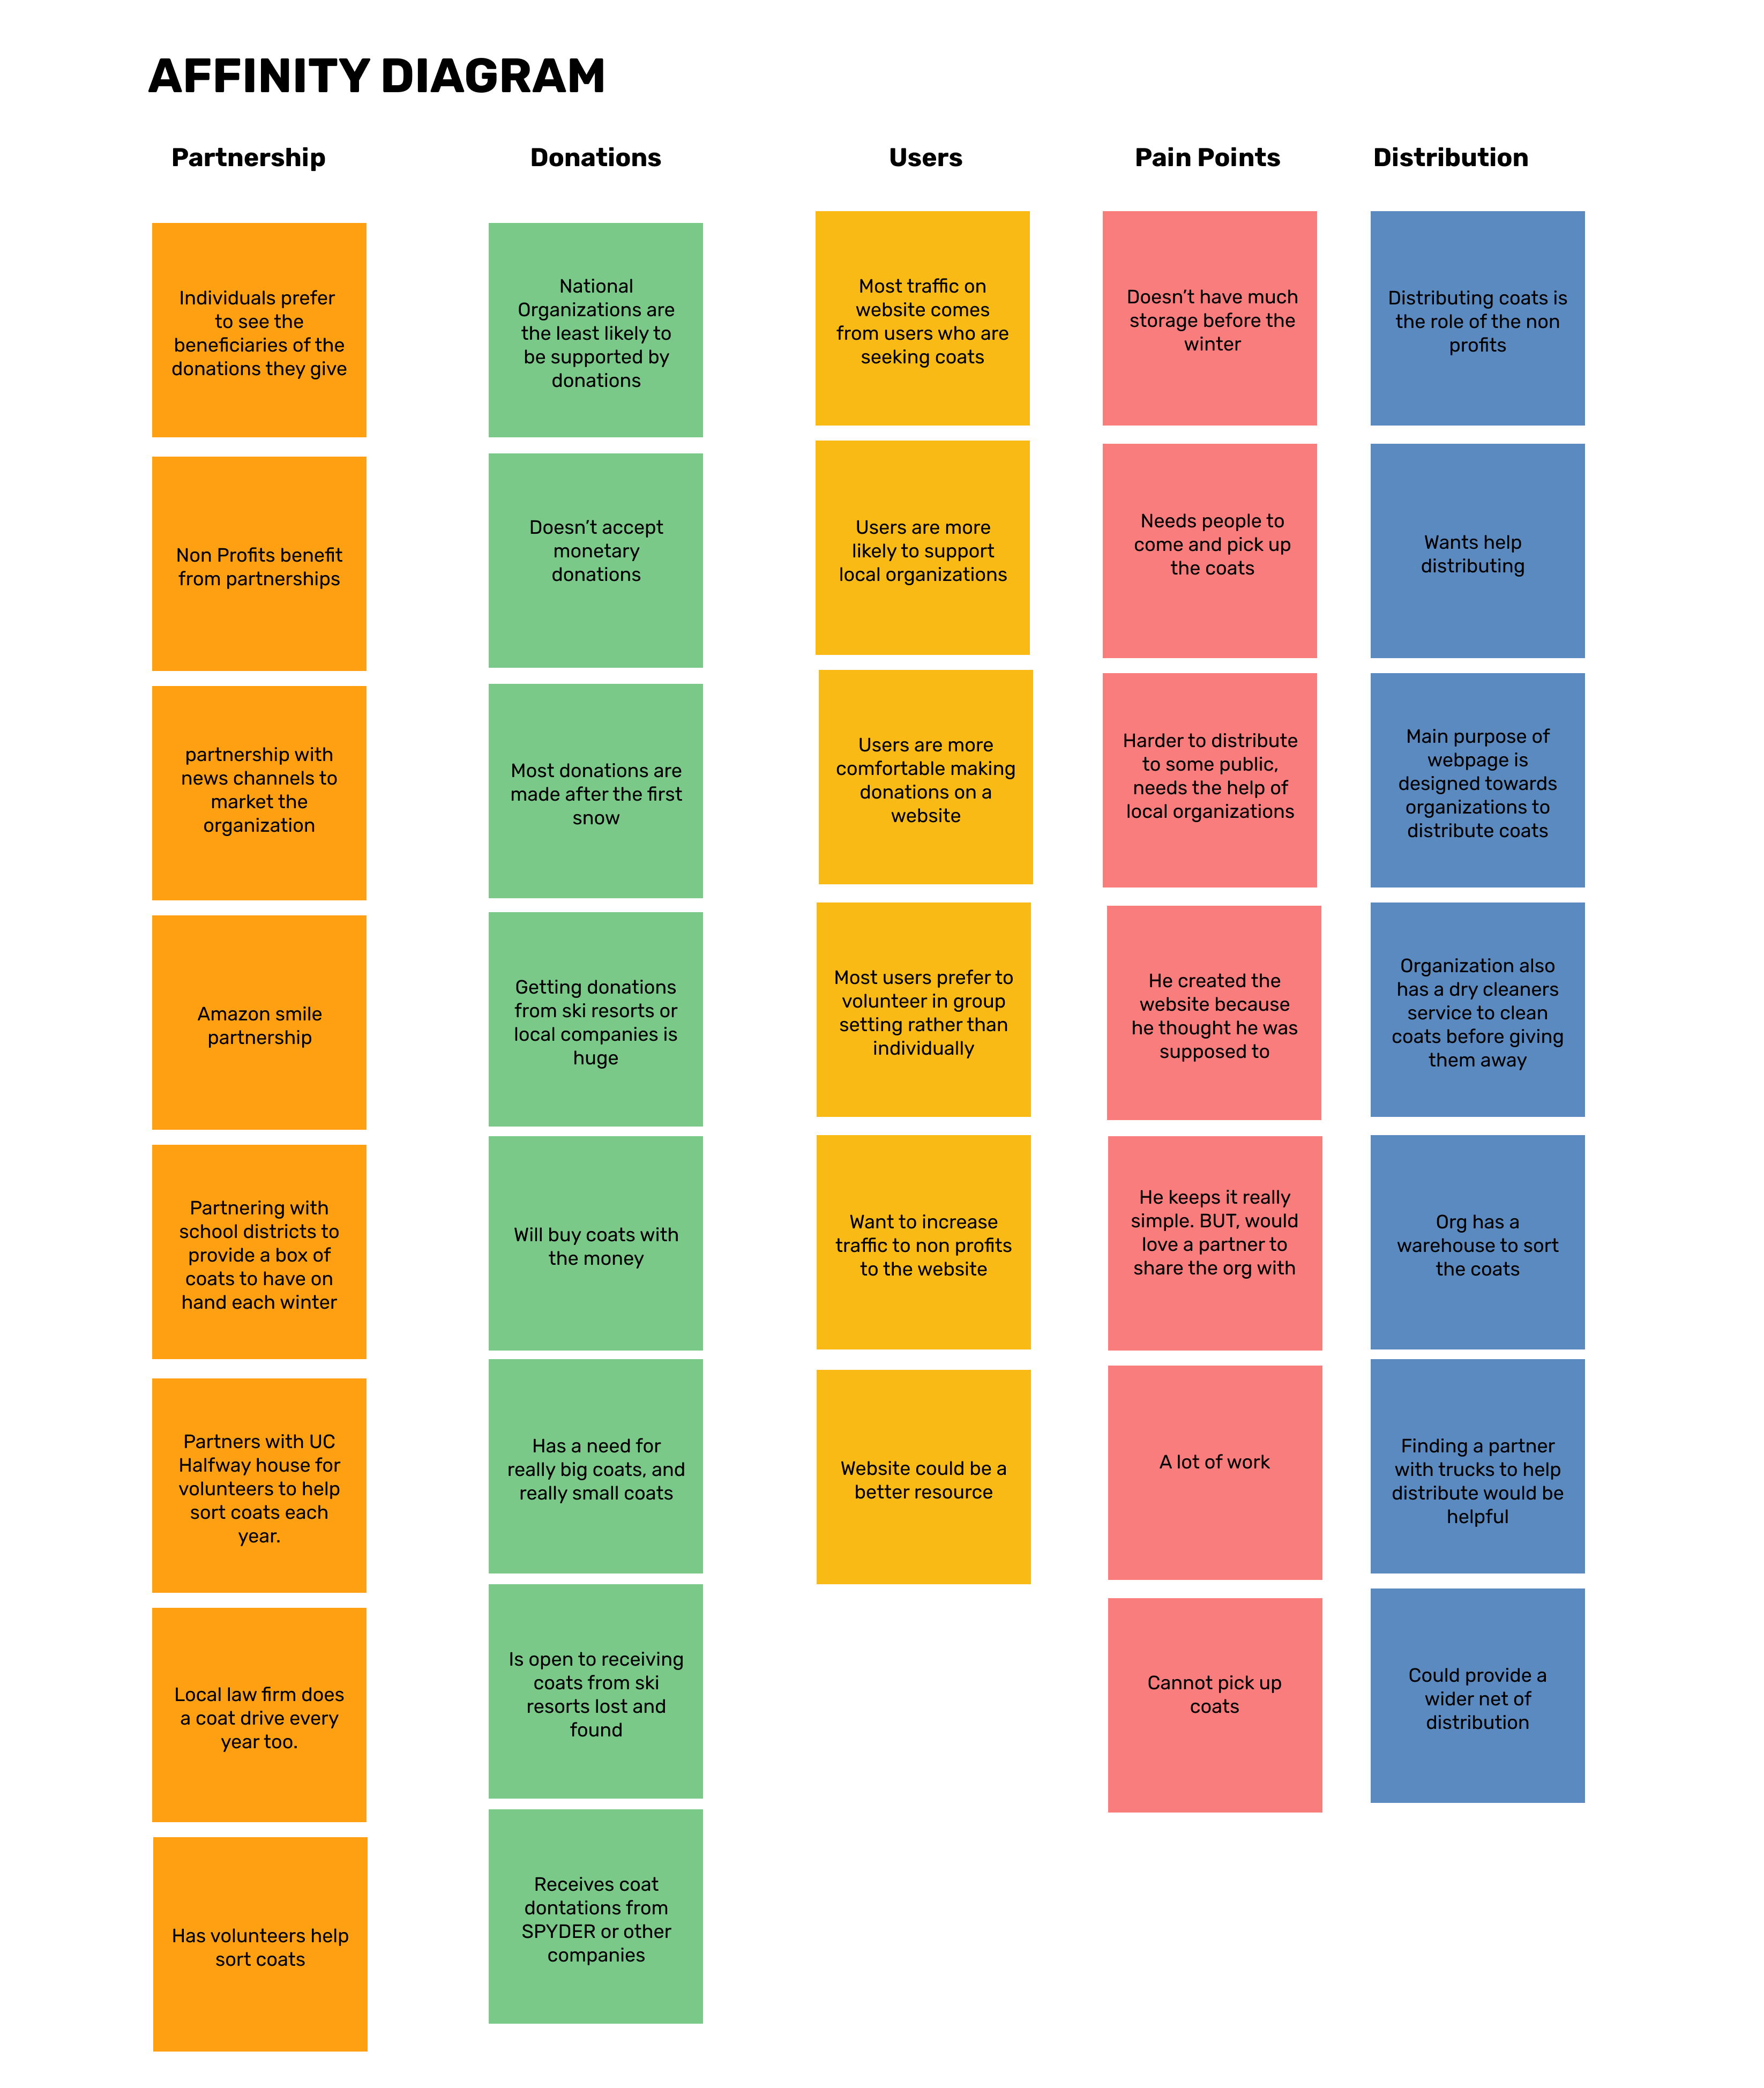 AFFINITY DIAGRAM
Partnership
Individuals prefer
to see the
beneficiaries of the
donations they give
Non Profits benefit
from partnerships
partnership with
news channels to
market the
organization
Amazon smile
partnership
Partnering with
school districts to
provide a box of
coats to have on
hand each winter
Partners with UC
Halfway house for
volunteers to help
sort coats each
year.
Local law firm does
a coat drive every
year too.
Has volunteers help
sort coats
Donations
National
Organizations are
the least likely to
be supported by
donations
Doesn't accept
monetary
donations
Most donations are
made after the first
snow
Getting donations
from ski resorts or
local companies is
huge
Will buy coats with
the money
Has a need for
really big coats, and
really small coats
Is open to receiving
coats from ski
resorts lost and
found
Receives coat
dontations from
SPYDER or other
companies
Users
Most traffic on
website comes
from users who are
seeking coats
Users are more
likely to support
local organizations
Users are more
comfortable making
donations on a
website
Most users prefer to
volunteer in group
setting rather than
individually
Want to increase
traffic to non profits
to the website
Website could be a
better resource
Pain Points
Doesn't have much
storage before the
winter
Needs people to
come and pick up
the coats
Harder to distribute
to some public,
needs the help of
local organizations
He created the
website because
he thought he was
supposed to
He keeps it really
simple. BUT, would
love a partner to
share the org with
A lot of work
Cannot pick up
coats
Distribution
Distributing coats is
the role of the non
profits
Wants help
distributing
Main purpose of
webpage is
designed towards
organizations to
distribute coats
Organization also
has a dry cleaners
service to clean
coats before giving
them away
Org has a
warehouse to sort
the coats
Finding a partner
with trucks to help
distribute would be
helpful
Could provide a
wider net of
distribution